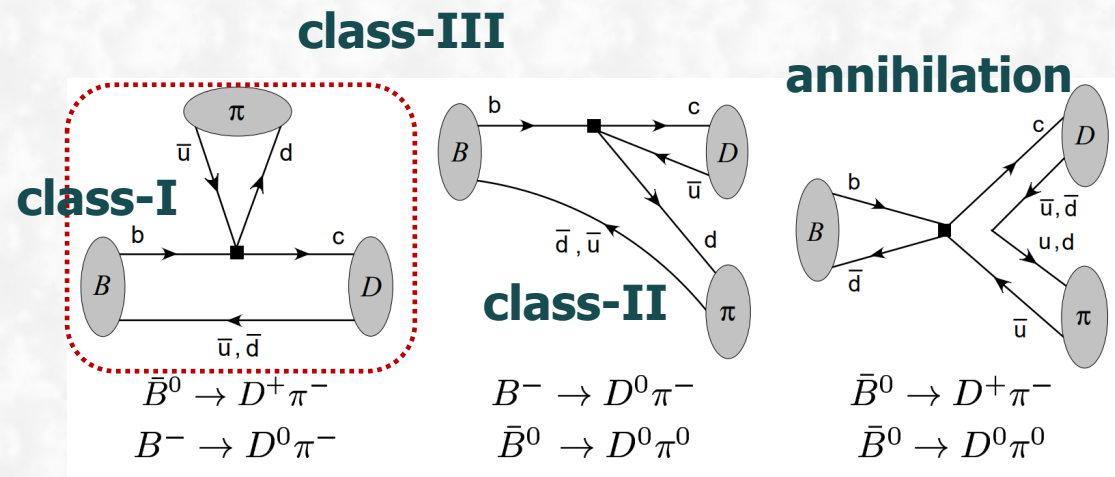 class-III
annihilation
class-I
class-II
π
u̅
d
b
c
B
D
u̅, d̅
b
c
B
D
u̅
d̅, u̅
d
π
c
D
b
u̅, d̅
B
u, d
d̅
u̅
π
B̄⁰ → D⁺π⁻
B⁻ → D⁰π⁻
B⁻ → D⁰π⁻
B̄⁰ → D⁰π⁰
B̄⁰ → D⁺π⁻
B̄⁰ → D⁰π⁰